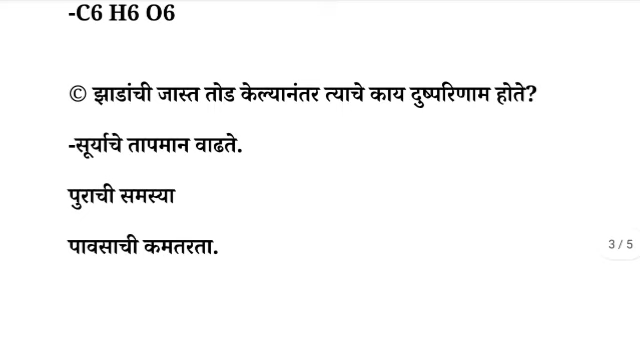 -C6 H6 O6
© झाडांची जास्त तोड केल्यानंतर त्याचे काय दुष्परिणाम होते?
-सूर्याचे तापमान वाढते.
पुराची समस्या
पावसाची कमतरता.
3 / 5